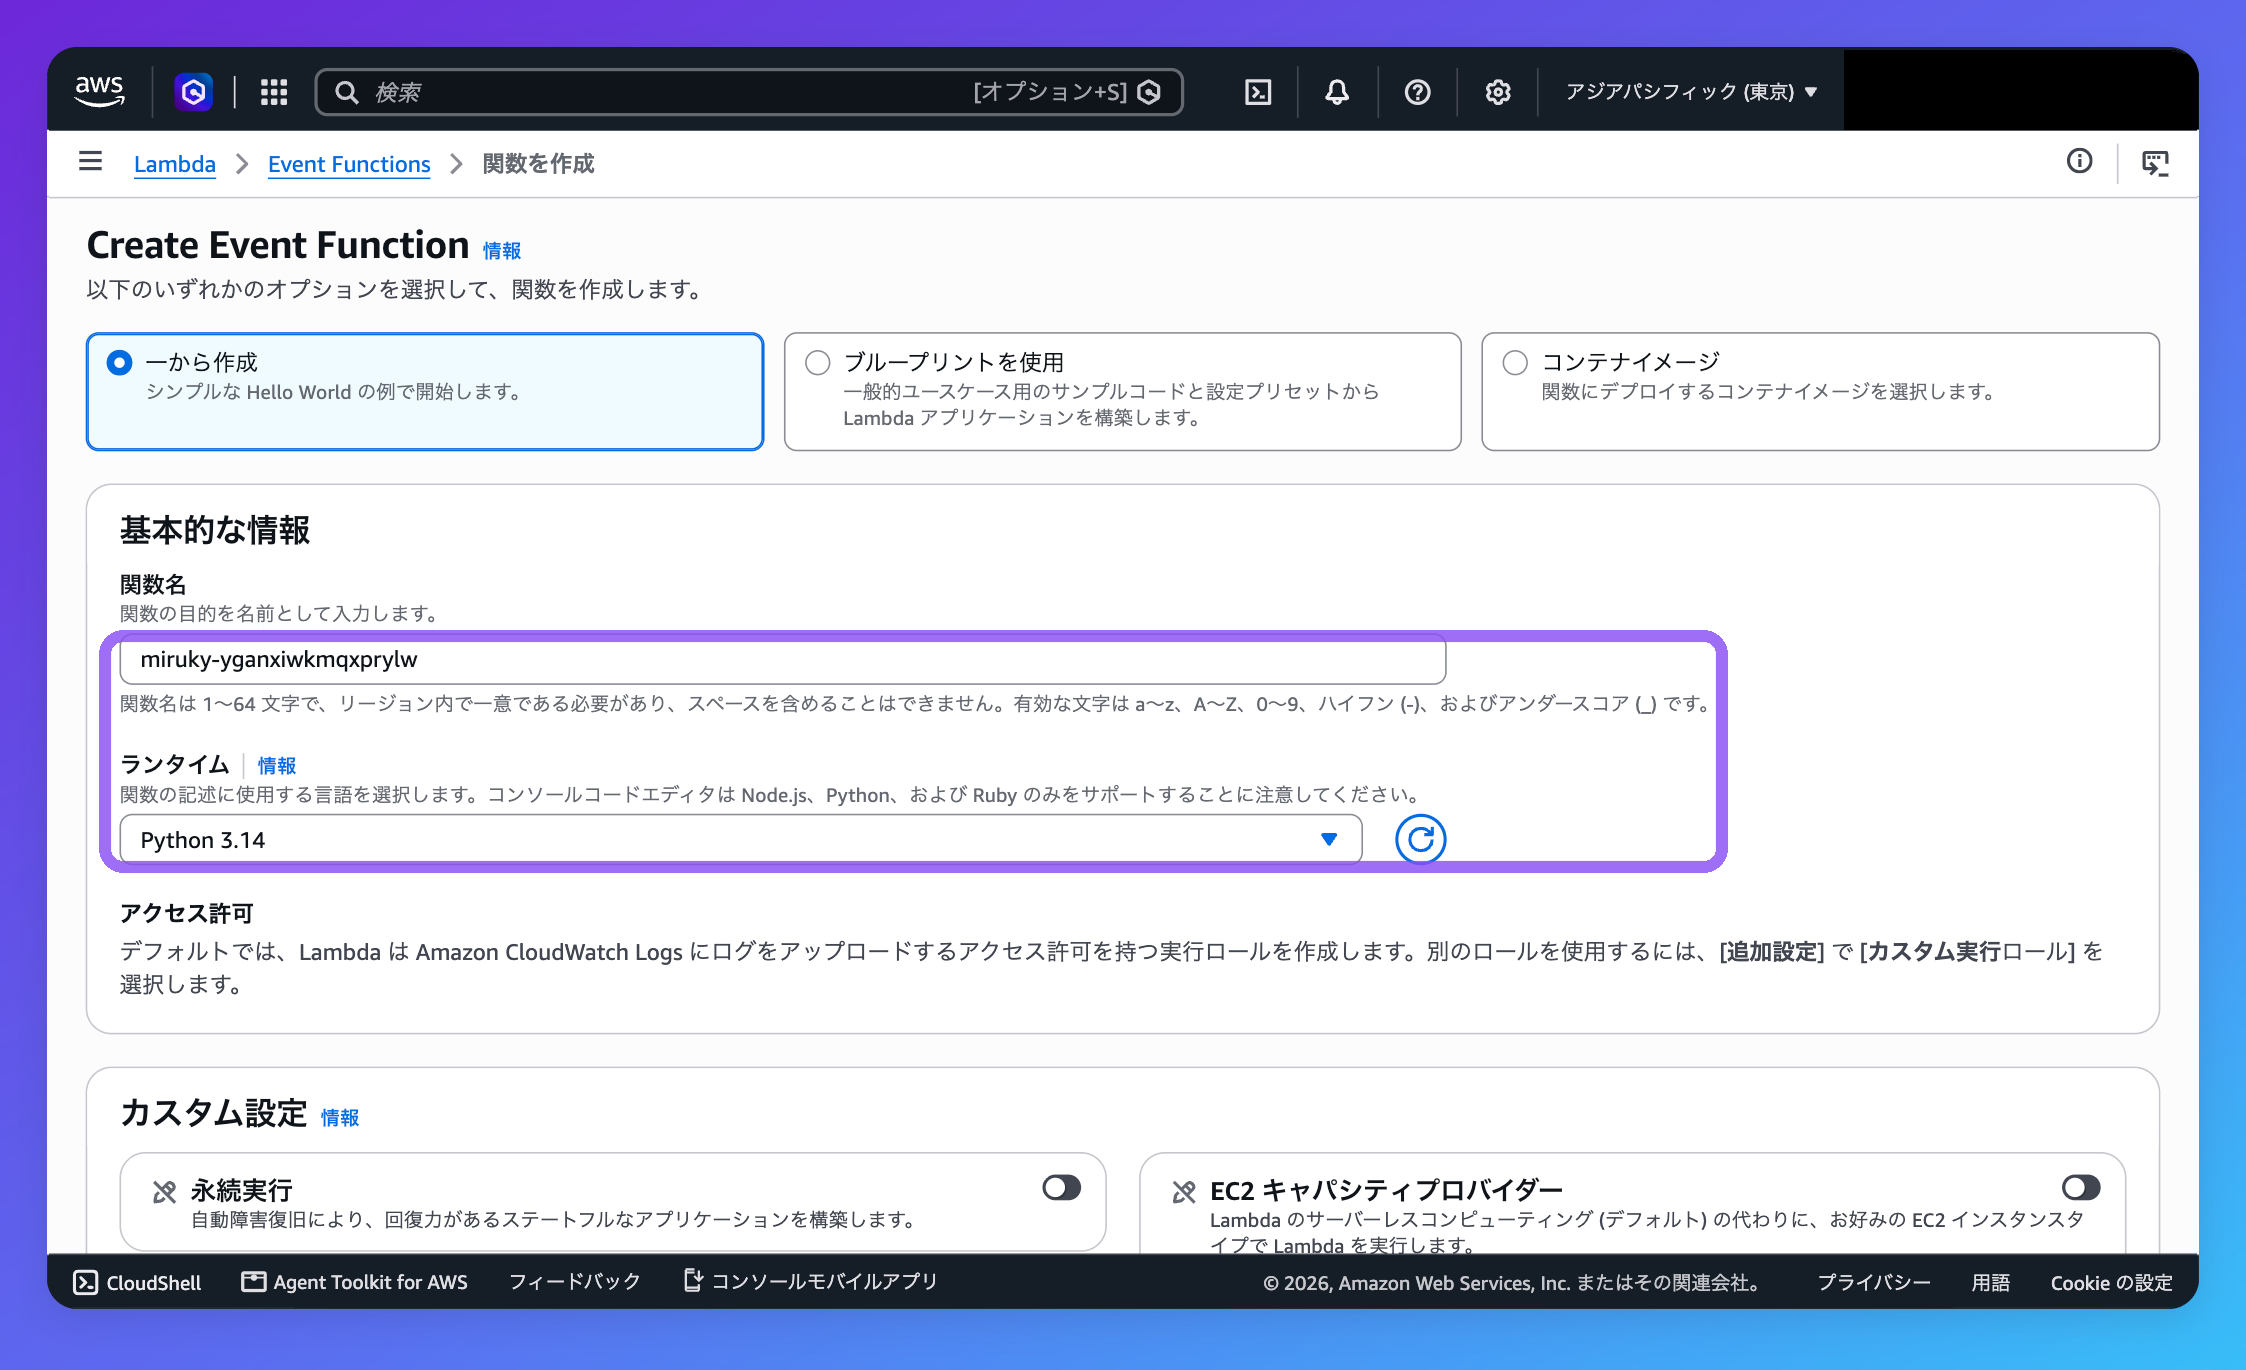 aws
検索 [オプション+S]
アジアパシフィック (東京)
Lambda
Event Functions
関数を作成
Create Event Function 情報
以下のいずれかのオプションを選択して、関数を作成します。
一から作成
シンプルな Hello World の例で開始します。
ブループリントを使用
一般的ユースケース用のサンプルコードと設定プリセットから
Lambda アプリケーションを構築します。
コンテナイメージ
関数にデプロイするコンテナイメージを選択します。
基本的な情報
関数名
関数の目的を名前として入力します。
miruky-yganxiwkmqxprylw
関数名は 1～64 文字で、リージョン内で一意である必要があり、スペースを含めることはできません。有効な文字は a～z、A～Z、0～9、ハイフン (-)、およびアンダースコア (_) です。
ランタイム 情報
関数の記述に使用する言語を選択します。コンソールコードエディタは Node.js、Python、および Ruby のみをサポートすることに注意してください。
Python 3.14
アクセス許可
デフォルトでは、Lambda は Amazon CloudWatch Logs にログをアップロードするアクセス許可を持つ実行ロールを作成します。別のロールを使用するには、[追加設定] で [カスタム実行ロール] を
選択します。
カスタム設定 情報
永続実行
自動障害復旧により、回復力があるステートフルなアプリケーションを構築します。
EC2 キャパシティプロバイダー
Lambda のサーバーレスコンピューティング (デフォルト) の代わりに、お好みの EC2 インスタンスタ
イプで Lambda を実行します。
CloudShell
Agent Toolkit for AWS
フィードバック
コンソールモバイルアプリ
© 2026, Amazon Web Services, Inc. またはその関連会社。
プライバシー
用語
Cookie の設定